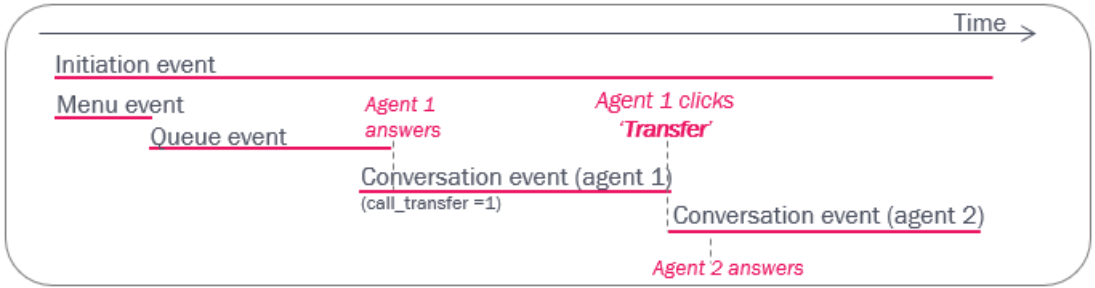 Time
Initiation event
Menu event
Agent 1
answers
Agent 1 clicks
‘Transfer’
Queue event
Conversation event (agent 1)
(call_transfer =1)
Conversation event (agent 2)
Agent 2 answers